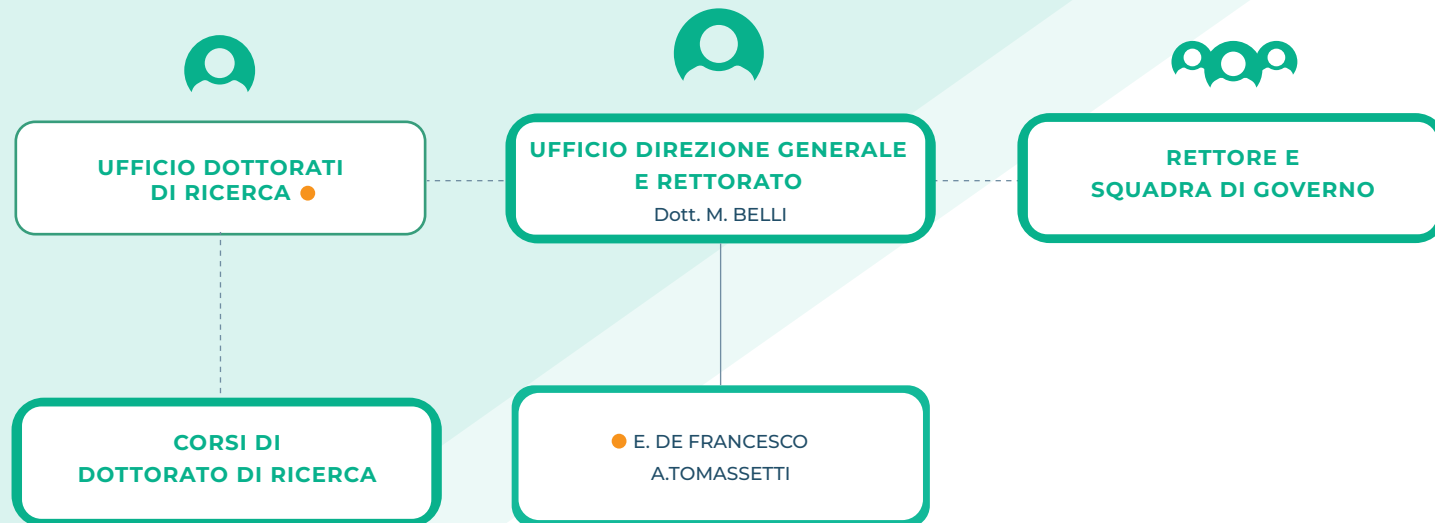 UFFICIO DOTTORATI
DI RICERCA
UFFICIO DIREZIONE GENERALE
E RETTORATO
Dott. M. BELLI
RETTORE E
SQUADRA DI GOVERNO
CORSI DI
DOTTORATO DI RICERCA
E. DE FRANCESCO
A.TOMASSETTI